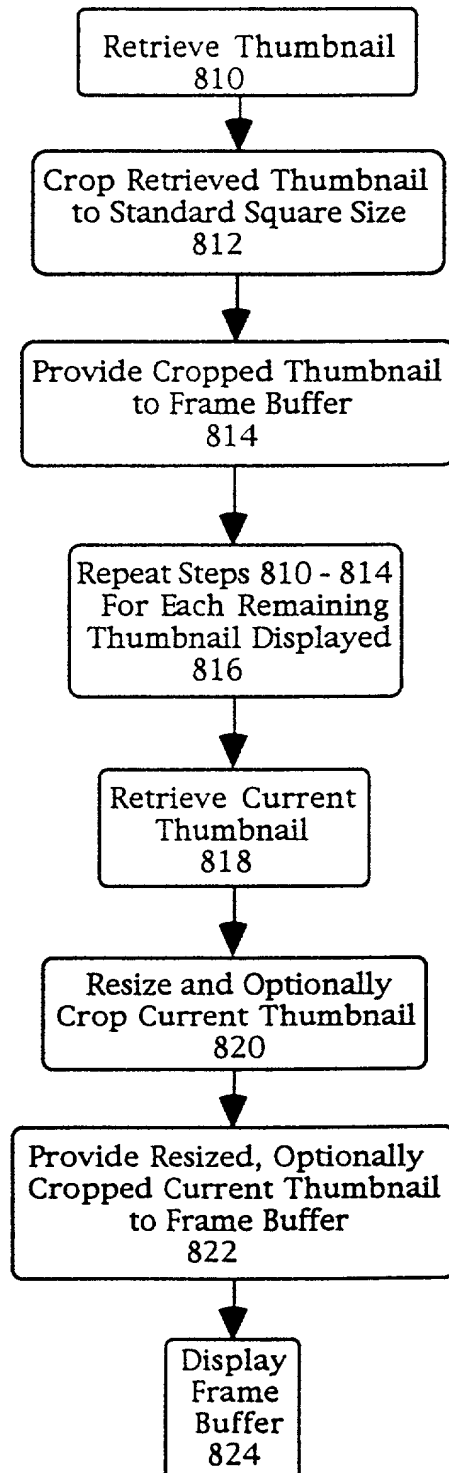 Retrieve Thumbnail
810
Crop Retrieved Thumbnail
to Standard Square Size
812
Provide Cropped Thumbnail
to Frame Buffer
814
Repeat Steps 810 - 814
For Each Remaining
Thumbnail Displayed
816
Retrieve Current
Thumbnail
818
Resize and Optionally
Crop Current Thumbnail
820
Provide Resized, Optionally
Cropped Current Thumbnail
to Frame Buffer
822
Display
Frame
Buffer
824